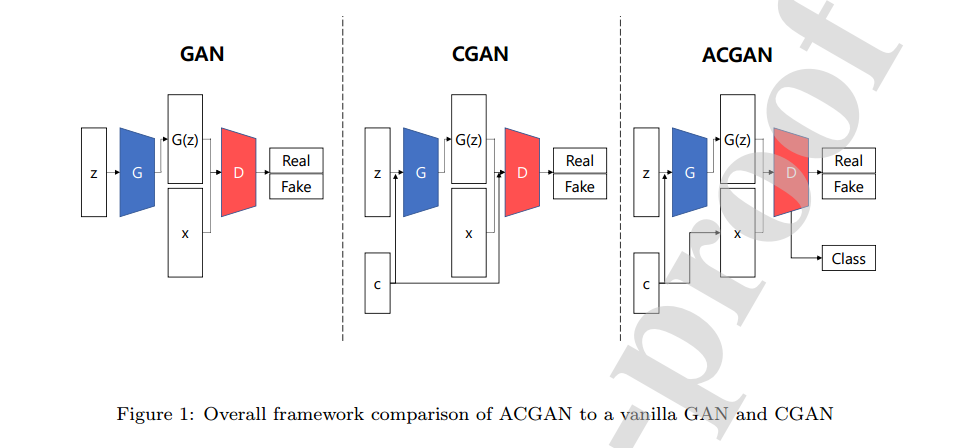 GAN
CGAN
ACGAN
z
G
G(z)
x
D
Real
Fake
z
c
G
G(z)
x
D
Real
Fake
z
c
G
G(z)
x
D
Real
Fake
Class
-proof
Figure 1: Overall framework comparison of ACGAN to a vanilla GAN and CGAN